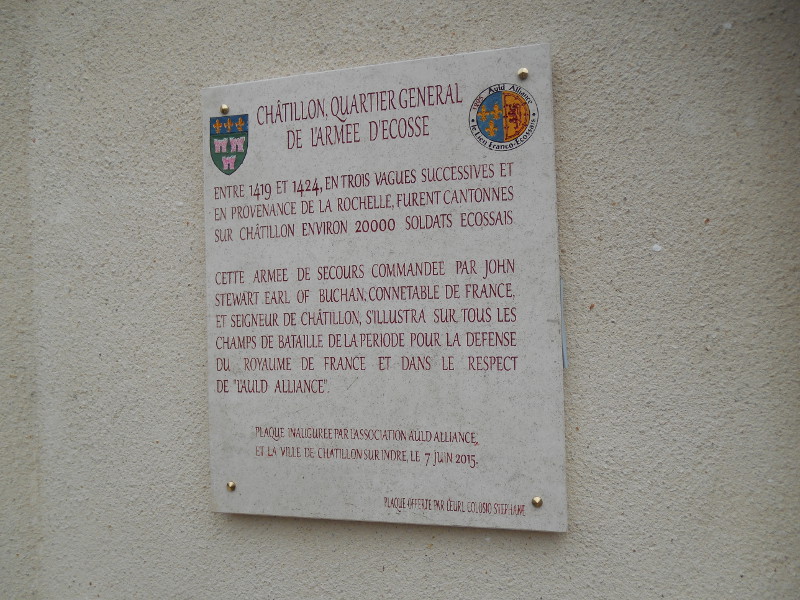 CHÂTILLON, QUARTIER GENERAL
DE L'ARMEE D'ECOSSE
1295 Auld Alliance
le Lien Franco-Ecossais
ENTRE 1419 ET 1424, EN TROIS VAGUES SUCCESSIVES ET
EN PROVENANCE DE LA ROCHELLE, FURENT CANTONNES
SUR CHÂTILLON ENVIRON 20000 SOLDATS ECOSSAIS
CETTE ARMEE DE SECOURS COMMANDEE PAR JOHN
STEWART EARL OF BUCHAN, CONNETABLE DE FRANCE,
ET SEIGNEUR DE CHÂTILLON, S'ILLUSTRA SUR TOUS LES
CHAMPS DE BATAILLE DE LA PERIODE POUR LA DEFENSE
DU ROYAUME DE FRANCE ET DANS LE RESPECT
DE "L'AULD ALLIANCE".
PLAQUE INAUGUREE PAR L'ASSOCIATION AULD ALLIANCE,
ET LA VILLE DE CHATILLON SUR INDRE, LE 7 JUIN 2015.
PLAQUE OFFERTE PAR L'EURL COLOSIO STEPHANE